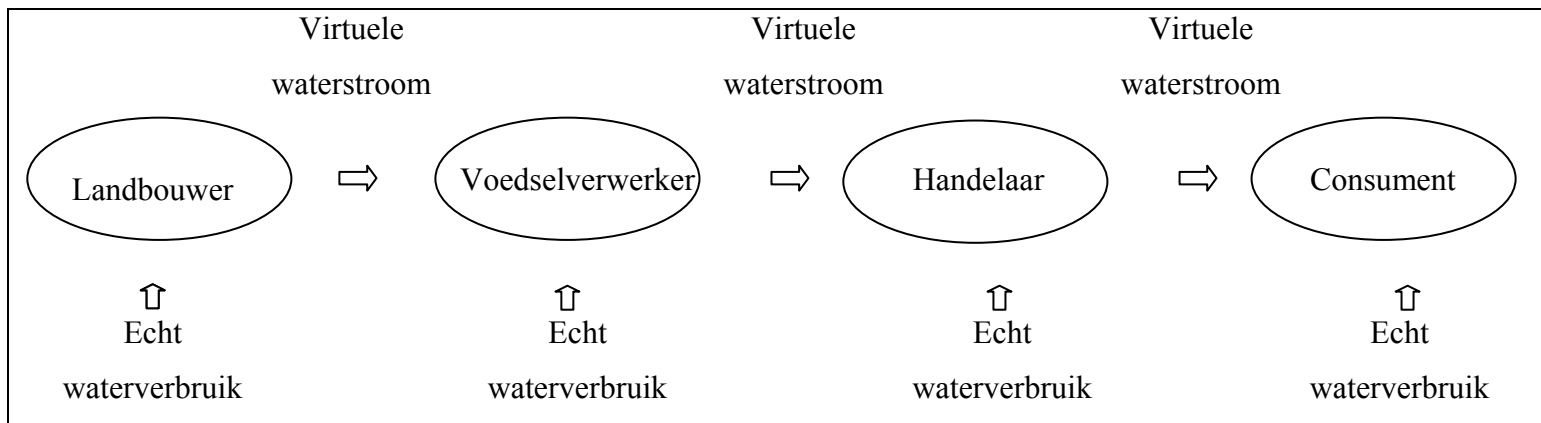 Virtuele
waterstroom
Virtuele
waterstroom
Virtuele
waterstroom
Landbouwer
Voedselverwerker
Handelaar
Consument
Echt
waterverbruik
Echt
waterverbruik
Echt
waterverbruik
Echt
waterverbruik